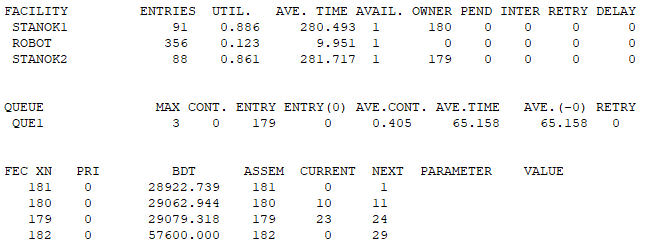 FACILITY ENTRIES UTIL. AVE. TIME AVAIL. OWNER PEND INTER RETRY DELAY
STANOK1 91 0.886 280.493 1 180 0 0 0 0
ROBOT 356 0.123 9.951 1 0 0 0 0 0
STANOK2 88 0.861 281.717 1 179 0 0 0 0
QUEUE MAX CONT. ENTRY ENTRY(0) AVE.CONT. AVE.TIME AVE.(-0) RETRY
QUE1 3 0 179 0 0.405 65.158 65.158 0
FEC XN PRI BDT ASSEM CURRENT NEXT PARAMETER VALUE
181 0 28922.739 181 0 1
180 0 29062.944 180 10 11
179 0 29079.318 179 23 24
182 0 57600.000 182 0 29